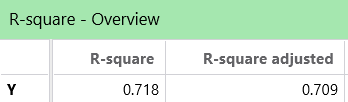 R-square - Overview
R-square R-square adjusted
Y 0.718 0.709